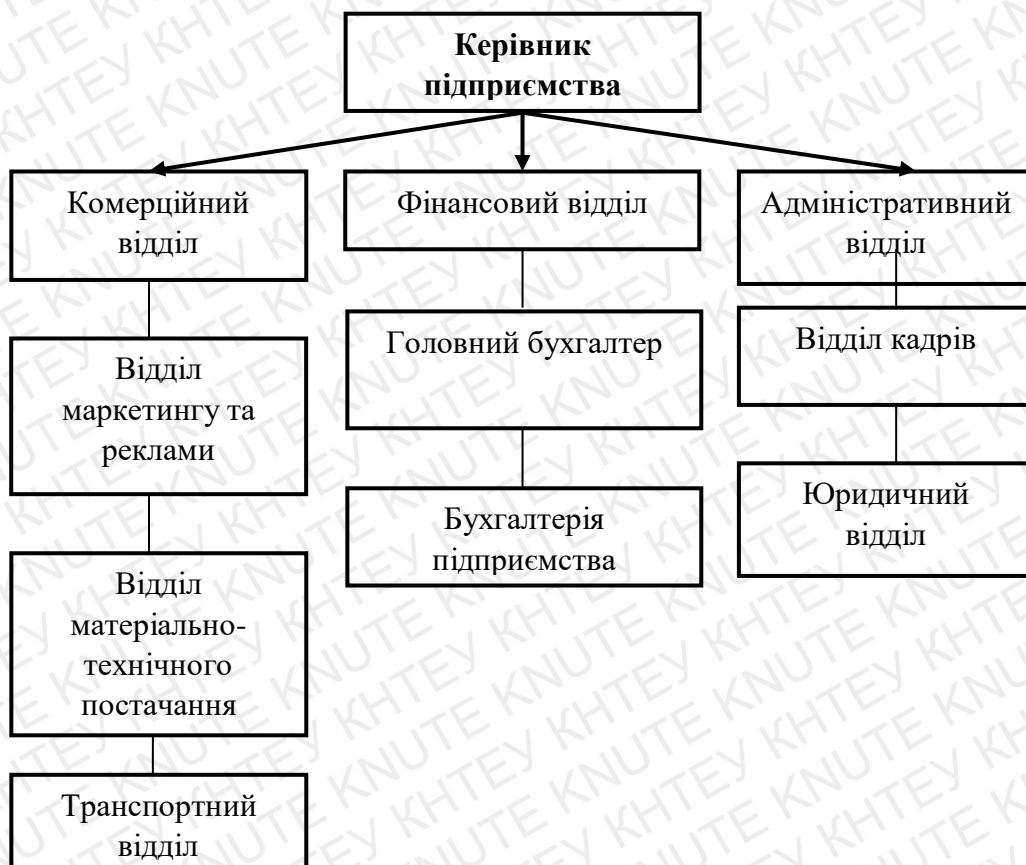 Керівник
підприємства
Комерційний
відділ
Фінансовий відділ
Адміністративний
відділ
Відділ
маркетингу та
реклами
Головний бухгалтер
Відділ кадрів
Бухгалтерія
підприємства
Юридичний
відділ
Відділ
матеріально-
технічного
постачання
Транспортний
відділ